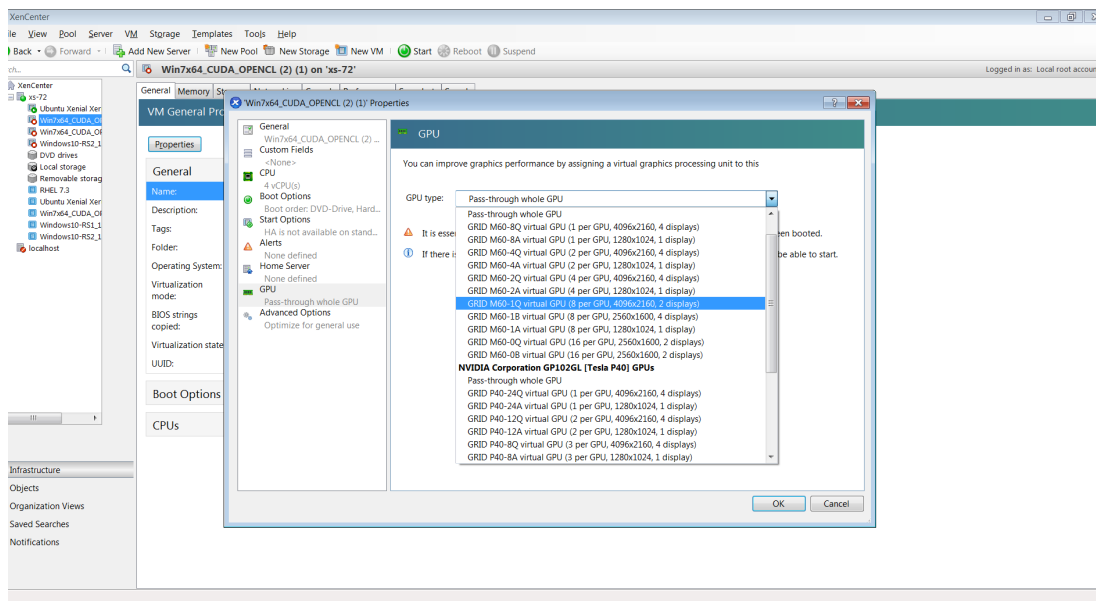 XenCenter
ile View Pool Server VM Storage Templates Tools Help
Back Forward Add New Server New Pool New Storage New VM Start Reboot Suspend
Win7x64_CUDA_OPENCL (2) (1) on 'xs-72'
Logged in as: Local root accoun
XenCenter
xs-72
Ubuntu Xenial Xer
Win7x64_CUDA_OI
Win7x64_CUDA_OI
Windows10-RS2_1
DVD drives
Local storage
Removable storag
RHEL 7.3
Ubuntu Xenial Xer
Win7x64_CUDA_OI
Windows10-RS1_1
Windows10-RS2_1
localhost
Infrastructure
Objects
Organization Views
Saved Searches
Notifications
General Memory
VM General Pro
Properties
General
Name:
Description:
Tags:
Folder:
Operating System:
Virtualization
mode:
BIOS strings
copied:
Virtualization state
UUID:
Boot Options
CPUs
'Win7x64_CUDA_OPENCL (2) (1)' Properties
General
Win7x64_CUDA_OPENCL (2) ...
Custom Fields
<None>
CPU
4 vCPU(s)
Boot Options
Boot order: DVD-Drive, Hard...
Start Options
HA is not available on stand...
Alerts
None defined
Home Server
None defined
GPU
Pass-through whole GPU
Advanced Options
Optimize for general use
GPU
You can improve graphics performance by assigning a virtual graphics processing unit to this
GPU type: Pass-through whole GPU
Pass-through whole GPU
GRID M60-8Q virtual GPU (1 per GPU, 4096x2160, 4 displays)
GRID M60-8A virtual GPU (1 per GPU, 1280x1024, 1 display)
It is esser
en booted.
GRID M60-4Q virtual GPU (2 per GPU, 4096x2160, 4 displays)
If there i
be able to start.
GRID M60-4A virtual GPU (2 per GPU, 1280x1024, 1 display)
GRID M60-2Q virtual GPU (4 per GPU, 4096x2160, 4 displays)
GRID M60-2A virtual GPU (4 per GPU, 1280x1024, 1 display)
GRID M60-1Q virtual GPU (8 per GPU, 4096x2160, 2 displays)
GRID M60-1B virtual GPU (8 per GPU, 2560x1600, 4 displays)
GRID M60-1A virtual GPU (8 per GPU, 1280x1024, 1 display)
GRID M60-0Q virtual GPU (16 per GPU, 2560x1600, 2 displays)
GRID M60-0B virtual GPU (16 per GPU, 2560x1600, 2 displays)
NVIDIA Corporation GP102GL [Tesla P40] GPUs
Pass-through whole GPU
GRID P40-24Q virtual GPU (1 per GPU, 4096x2160, 4 displays)
GRID P40-24A virtual GPU (1 per GPU, 1280x1024, 1 display)
GRID P40-12Q virtual GPU (2 per GPU, 4096x2160, 4 displays)
GRID P40-12A virtual GPU (2 per GPU, 1280x1024, 1 display)
GRID P40-8Q virtual GPU (3 per GPU, 4096x2160, 4 displays)
GRID P40-8A virtual GPU (3 per GPU, 1280x1024, 1 display)
OK Cancel